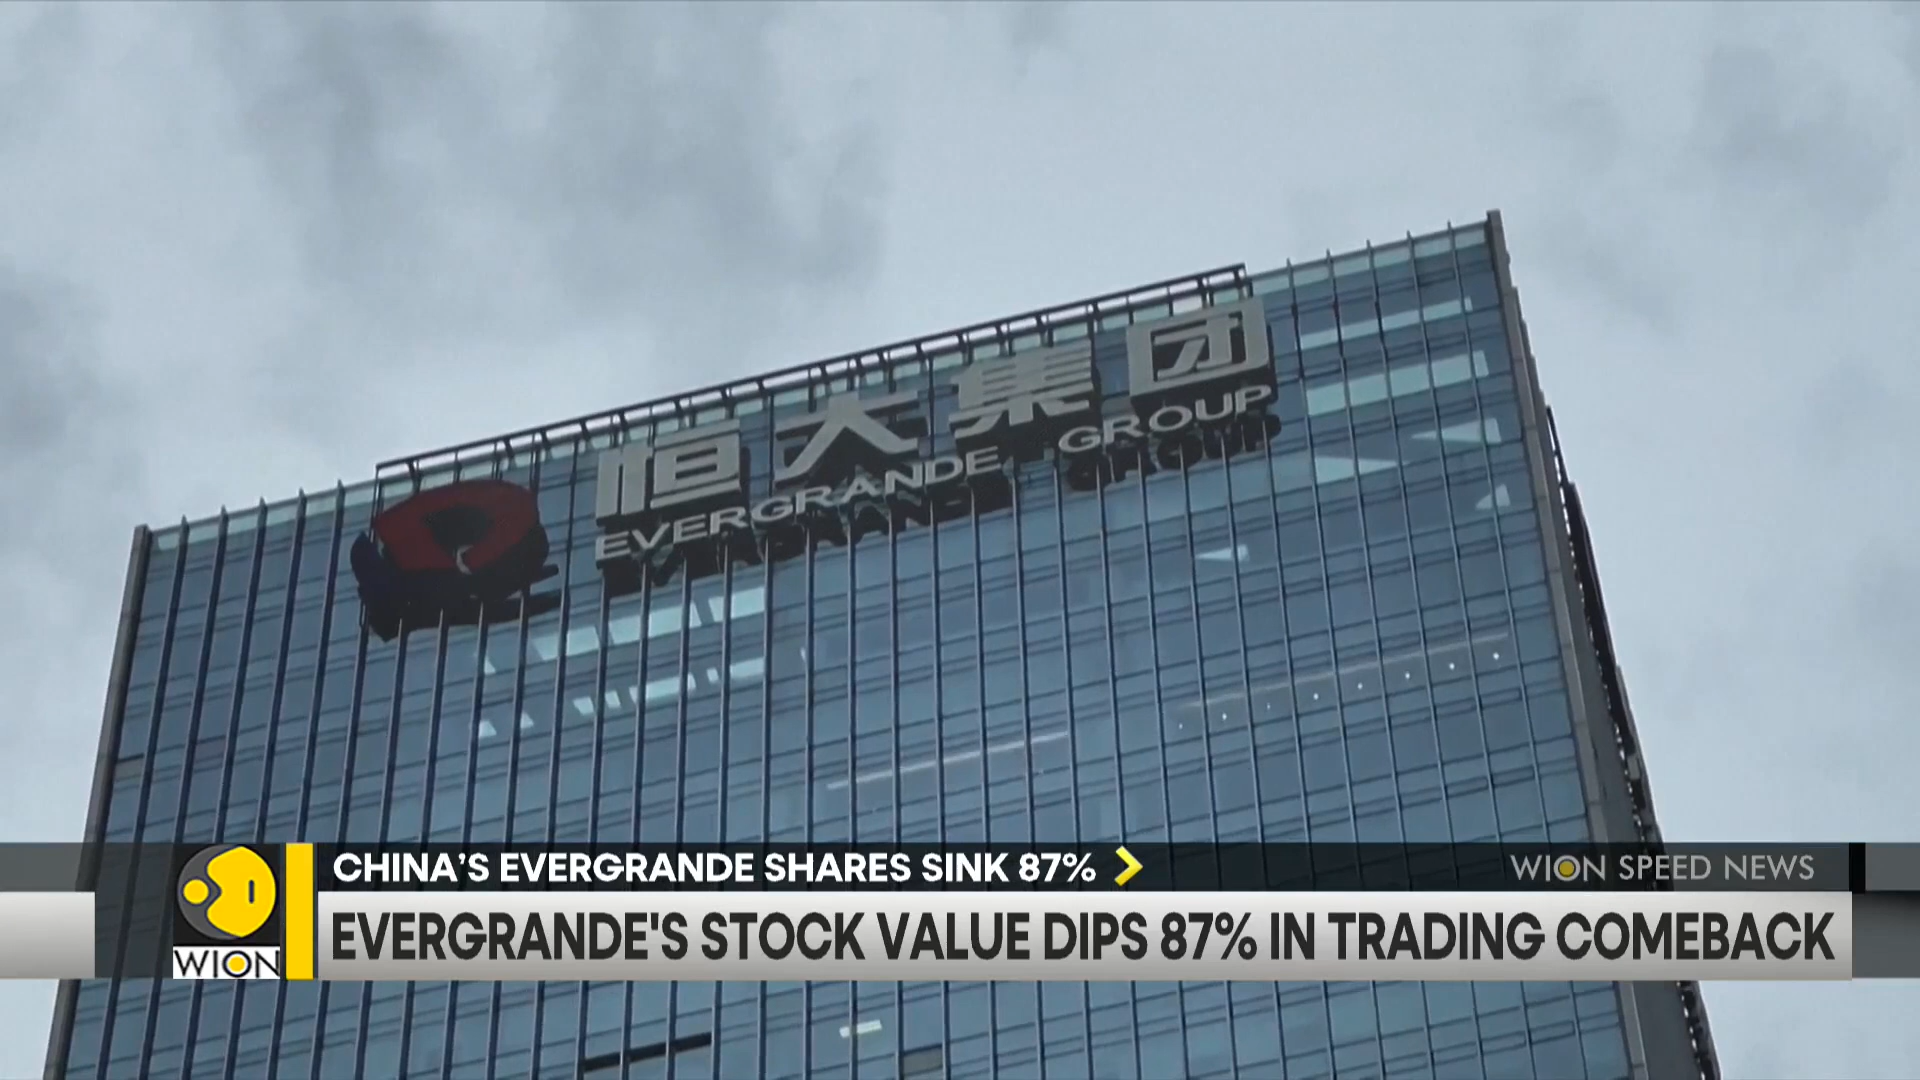 恒大集团
EVERGRANDE GROUP
CHINA'S EVERGRANDE SHARES SINK 87%
WION SPEED NEWS
WION
EVERGRANDE'S STOCK VALUE DIPS 87% IN TRADING COMEBACK